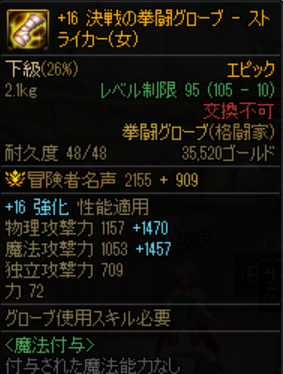 +16 決戦の拳闘グローブ - スト
ライカー(女)
下級(26%) エピック
2.1kg レベル制限 95 (105 - 10)
交換不可
拳闘グローブ(格闘家)
耐久度 48/48 35,520ゴールド
冒険者名声 2155 + 909
+16 強化 性能適用
物理攻撃力 1157 +1470
魔法攻撃力 1053 +1457
独立攻撃力 709
力 72
グローブ使用スキル必要
<魔法付与>
付与された魔法能力なし